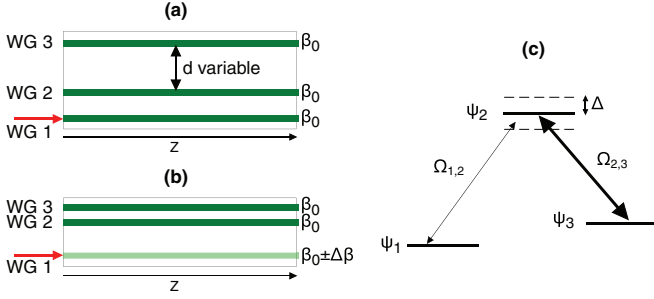 (a)
WG 3
β₀
d variable
WG 2
β₀
WG 1
β₀
z
(b)
WG 3
β₀
WG 2
β₀
WG 1
β₀±Δβ
z
(c)
Δ
ψ₂
Ω₁,₂
Ω₂,₃
ψ₃
ψ₁